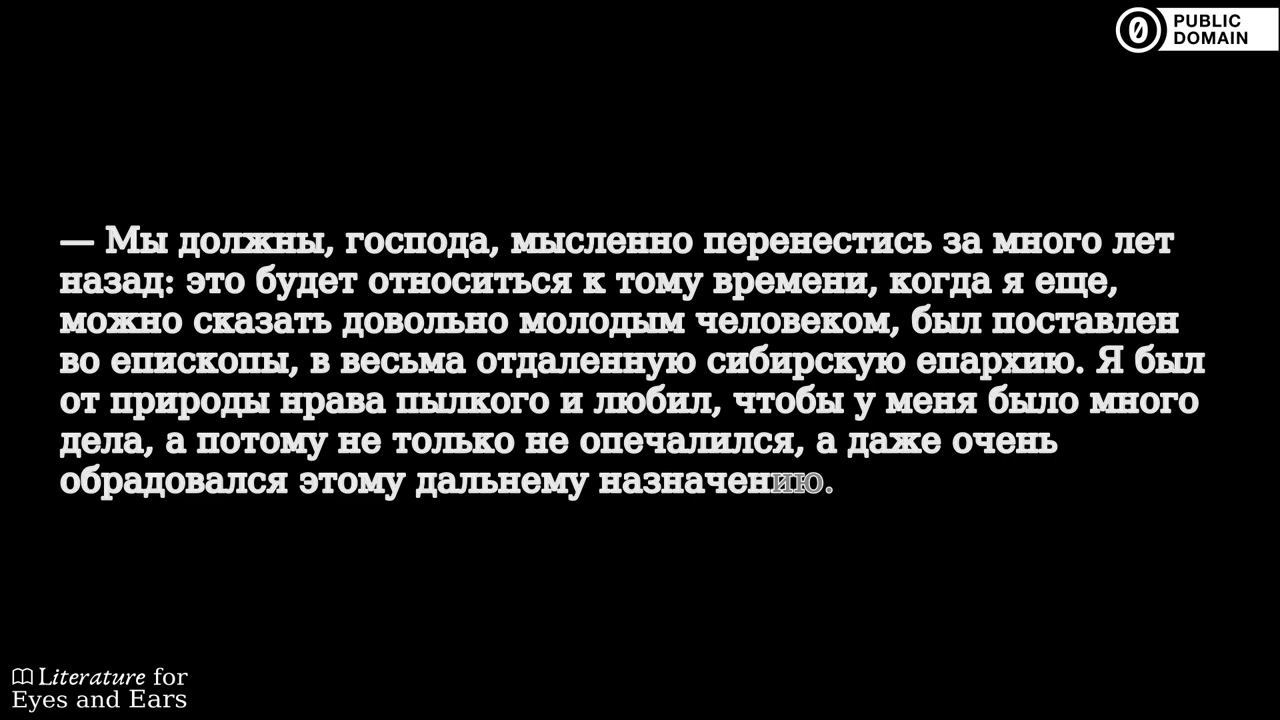 PUBLIC
DOMAIN
— Мы должны, господа, мысленно перенестись за много лет
назад: это будет относиться к тому времени, когда я еще,
можно сказать довольно молодым человеком, был поставлен
во епископы, в весьма отдаленную сибирскую епархию. Я был
от природы нрава пылкого и любил, чтобы у меня было много
дела, а потому не только не опечалился, а даже очень
обрадовался этому дальнему назначению.
Literature for
Eyes and Ears